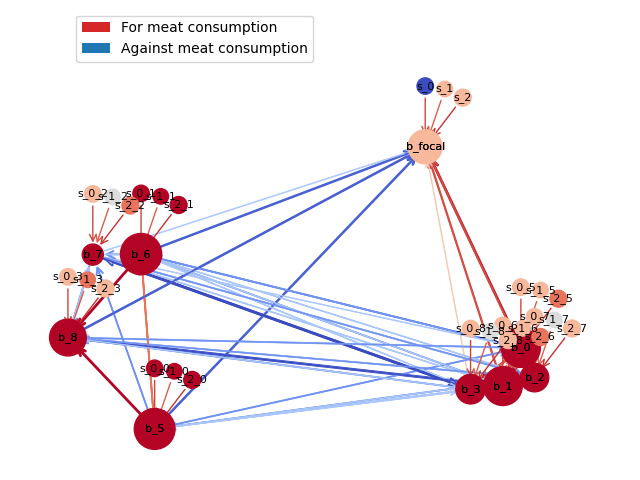 For meat consumption
Against meat consumption
s_0
s_1
s_2
b_focal
s_0_2
s_1_2
s_2_2
s_0_1
s_1_1
s_2_1
b_7
b_6
s_0_3
s_1_3
s_2_3
b_8
s_0_5
s_1_5
s_2_5
s_0_7
s_1_7
s_2_7
s_0_8
s_0_6
s_1_6
s_2_6
s_2_8
b_0
b_3
b_1
b_2
s_0_0
s_1_0
s_2_0
b_5